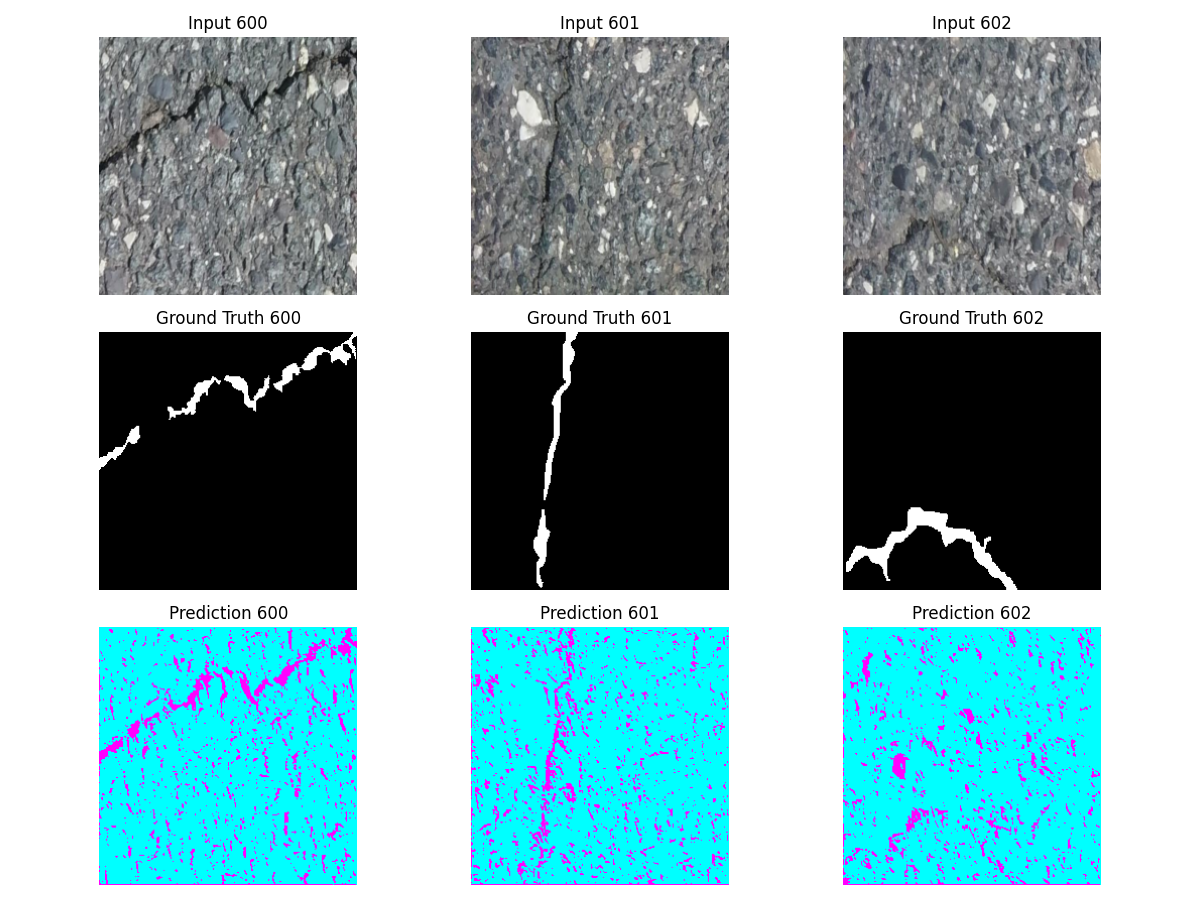 Input 600
Input 601
Input 602
Ground Truth 600
Ground Truth 601
Ground Truth 602
Prediction 600
Prediction 601
Prediction 602